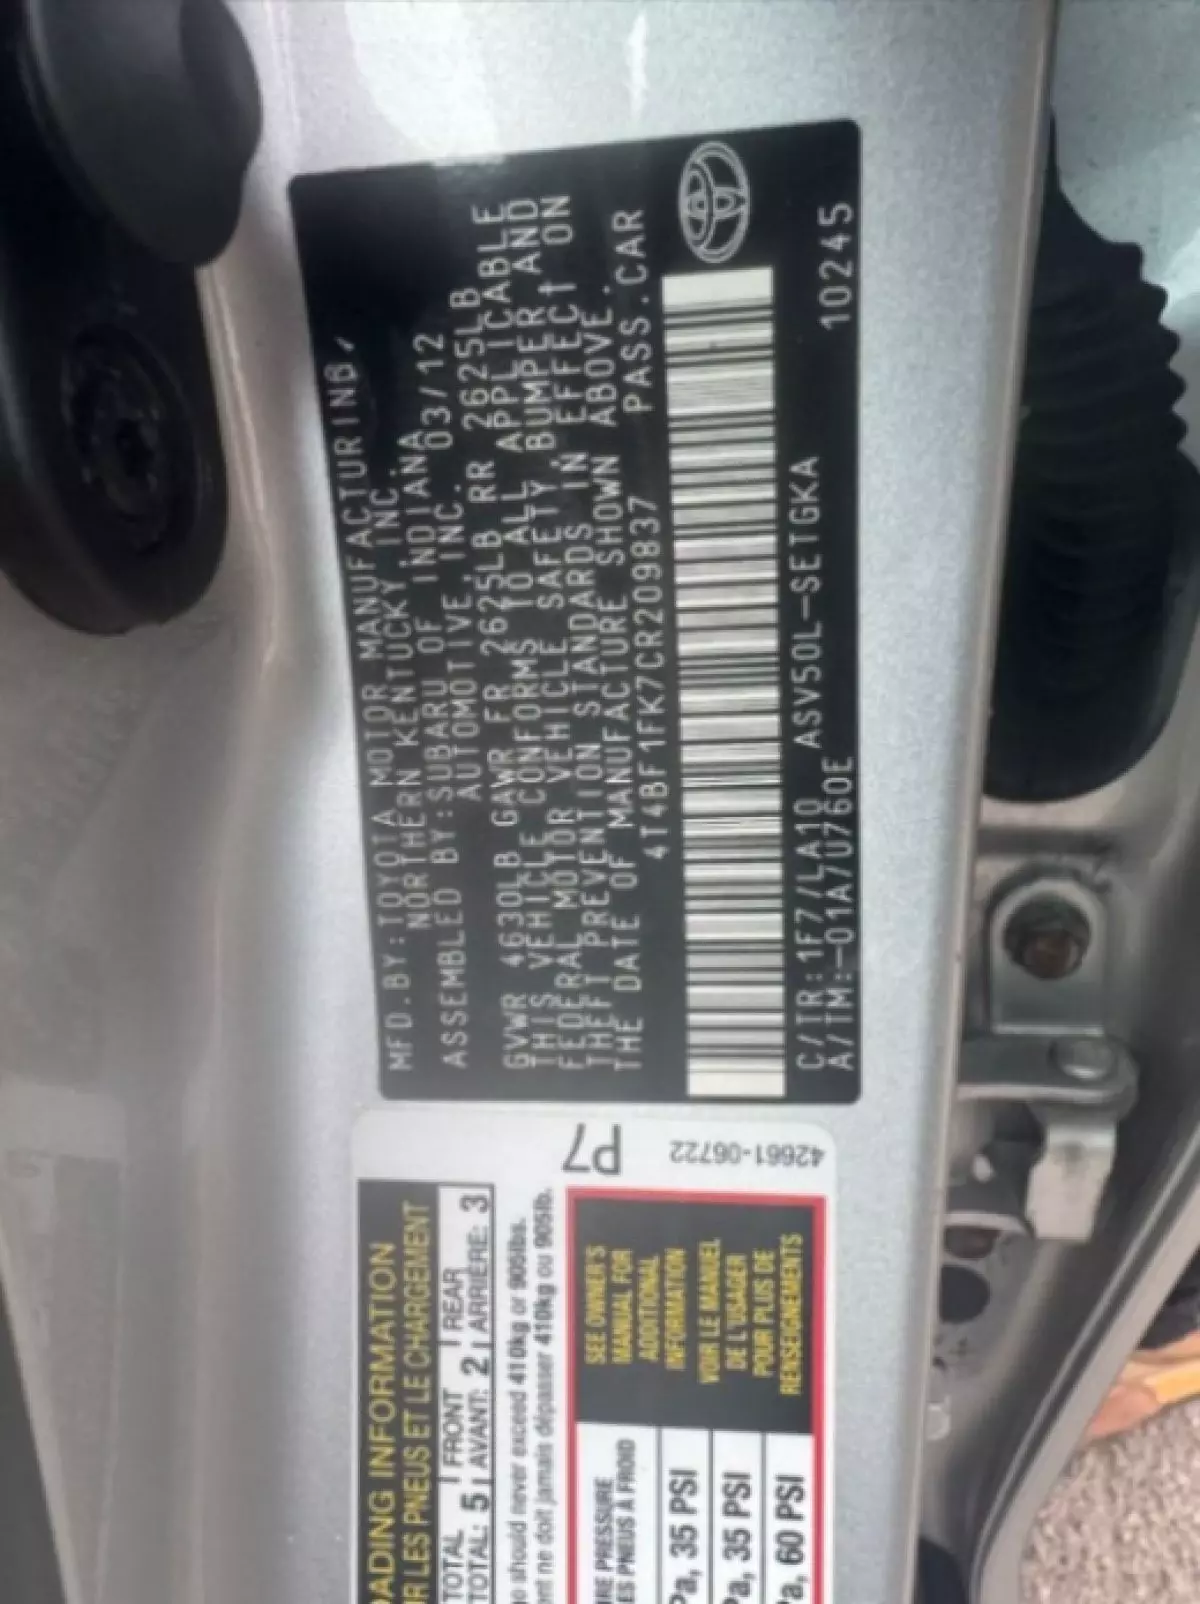 MFD.BY:TOYOTA MOTOR MANUFACTURING
NORTHERN KENTUCKY INC.
ASSEMBLED BY:SUBARU OF INDIANA
AUTOMOTIVE,INC. 03/12
GVWR 4630LB GAWR FR 2625LB RR 2625LB
THIS VEHICLE CONFORMS TO ALL APPLICABLE
FEDERAL MOTOR VEHICLE SAFETY,BUMPER,AND
THEFT PREVENTION STANDARDS IN EFFECT ON
THE DATE OF MANUFACTURE SHOWN ABOVE.
4T4BF1FK7CR209837 PASS.CAR
C/TR:1F7/LA10 ASV50L-SETGKA 10245
A/TM:-01A/U760E
P7
42661-06722
INFORMATION
LES PNEUS ET LE CHARGEMENT
TOTAL FRONT REAR
TOTAL: 5 AVANT: 2 ARRIÈRE: 3
should never exceed 410kg or 905lbs.
ne doit jamais dépasser 410kg ou 905lb.
SEE OWNER'S
MANUAL FOR
ADDITIONAL
INFORMATION
VOIR LE MANUEL
DE L'USAGER
POUR PLUS DE
RENSEIGNEMENTS
PRESSURE
PNEUS À FROID
35 PSI
35 PSI
60 PSI